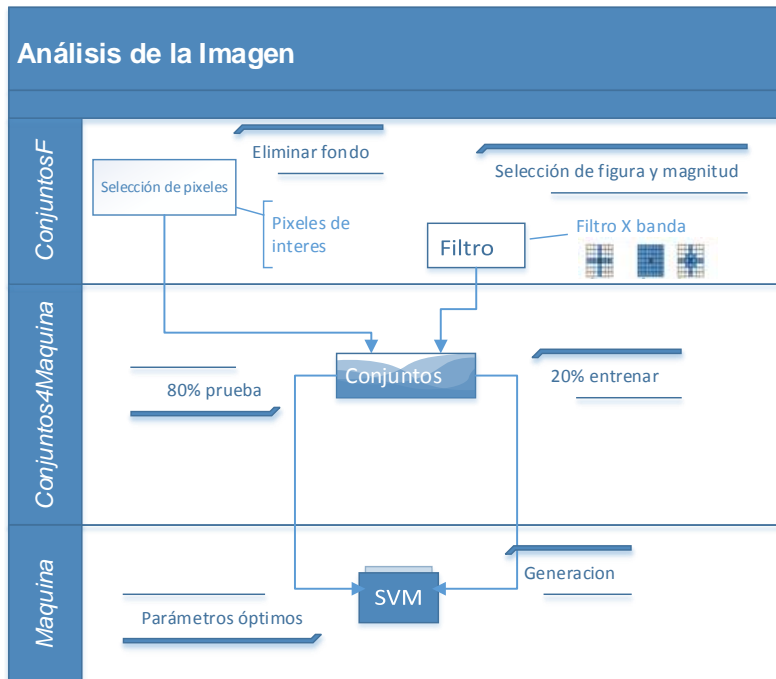 Análisis de la Imagen
ConjuntosF
Eliminar fondo
Selección de pixeles
Pixeles de
interes
Selección de figura y magnitud
Filtro X banda
Filtro
Conjuntos4Maquina
80% prueba
Conjuntos
20% entrenar
Maquina
Generacion
SVM
Parámetros óptimos